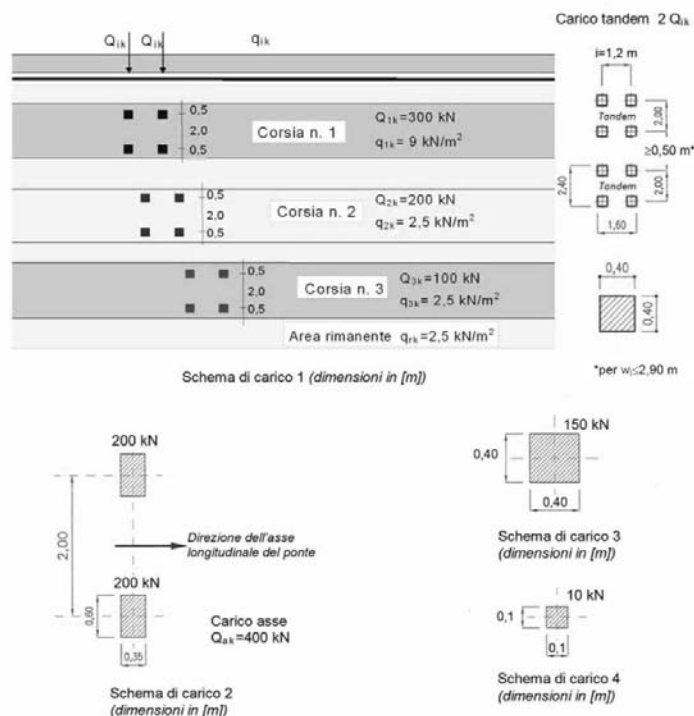 Carico tandem 2 Qik
Qik Qik qik
i=1,2 m
Tandem
2,00
≥0,50 m*
Tandem
2,40
2,00
1,60
0,5
2.0
0,5
Corsia n. 1
Q1k=300 kN
q1k= 9 kN/m²
0,5
2.0
0,5
Corsia n. 2
Q2k=200 kN
q2k= 2,5 kN/m²
0,5
2.0
0,5
Corsia n. 3
Q3k=100 kN
q3k= 2,5 kN/m²
Area rimanente qrk=2,5 kN/m²
0,40
0,40
*per wl≤2,90 m
Schema di carico 1 (dimensioni in [m])
200 kN
2,00
Direzione dell'asse
longitudinale del ponte
200 kN
0,60
0,35
Carico asse
Qak=400 kN
Schema di carico 2
(dimensioni in [m])
150 kN
0,40
0,40
Schema di carico 3
(dimensioni in [m])
10 kN
0,1
0,1
Schema di carico 4
(dimensioni in [m])